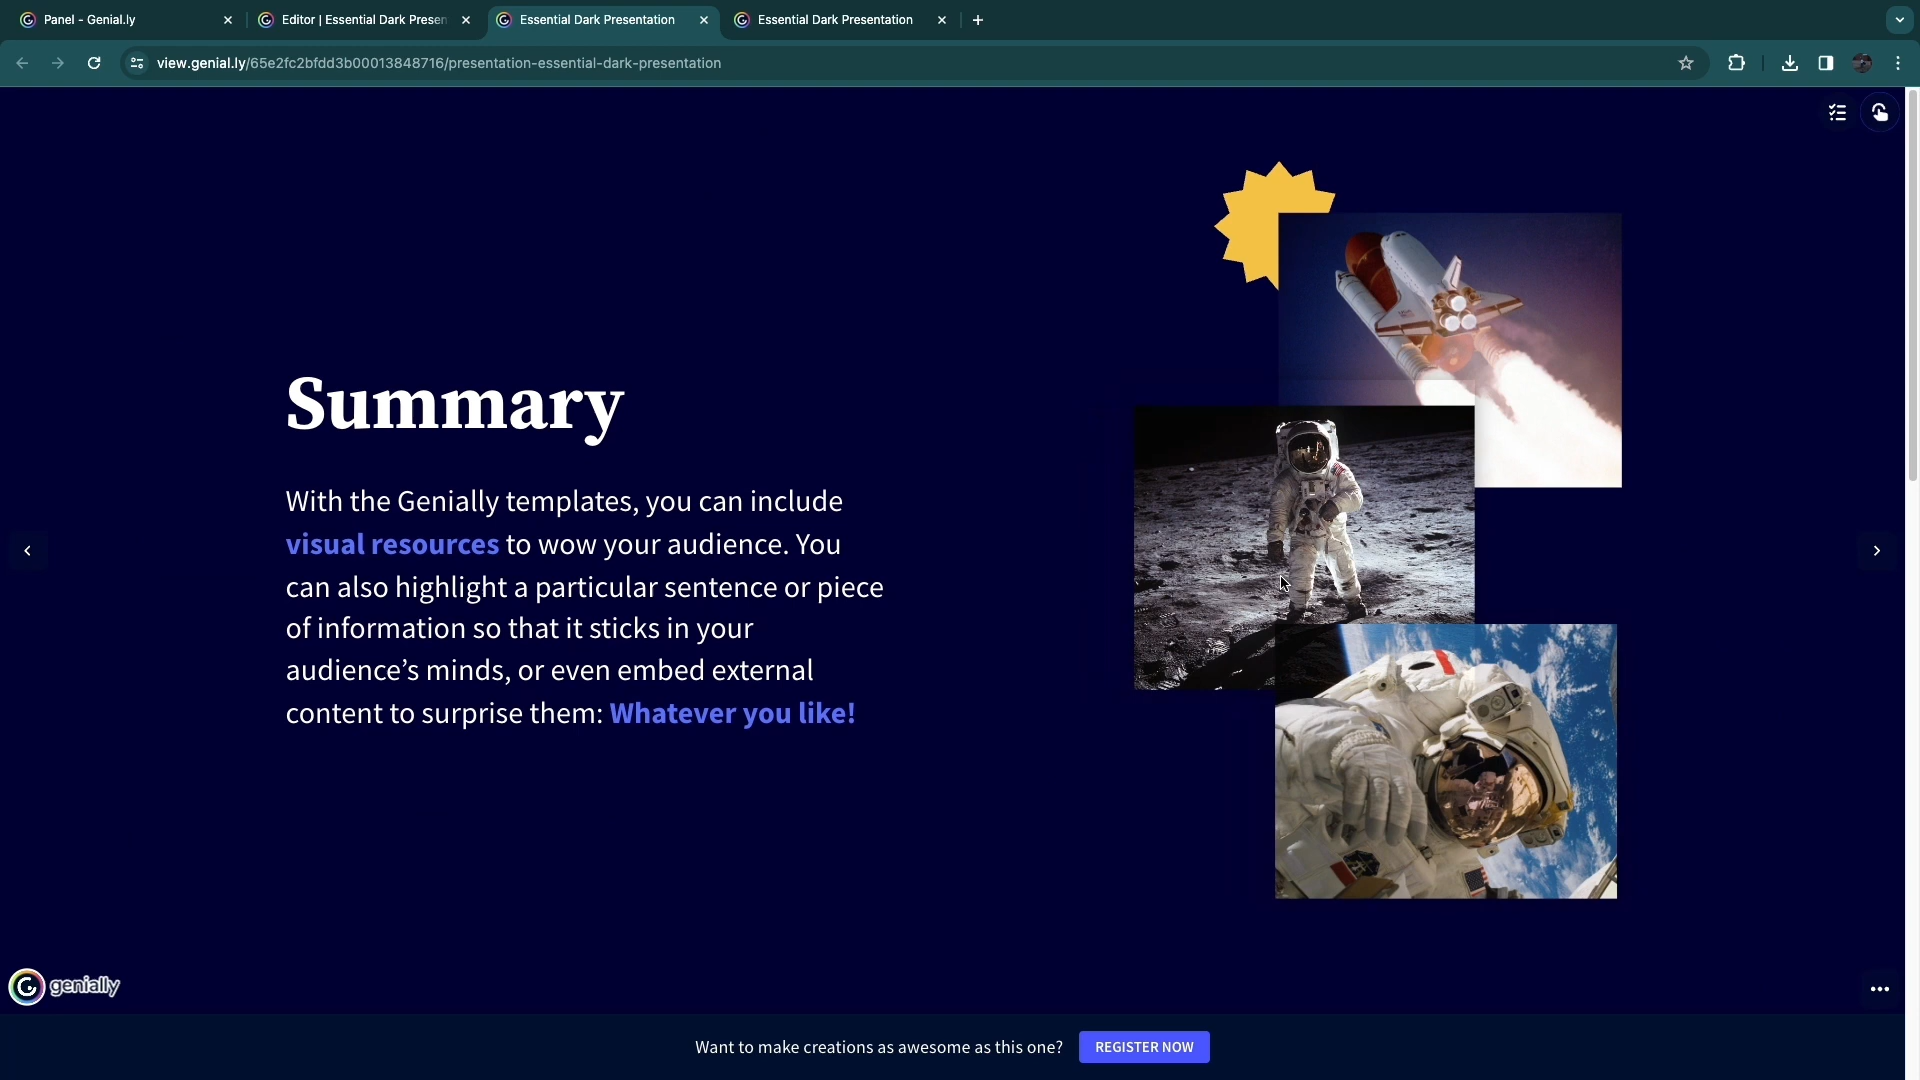 Panel - Genial.ly
Editor | Essential Dark Presen
Essential Dark Presentation
Essential Dark Presentation
view.genial.ly/65e2fc2bfdd3b00013848716/presentation-essential-dark-presentation
Summary
With the Genially templates, you can include
visual resources to wow your audience. You
can also highlight a particular sentence or piece
of information so that it sticks in your
audience’s minds, or even embed external
content to surprise them: Whatever you like!
genially
Want to make creations as awesome as this one?
REGISTER NOW